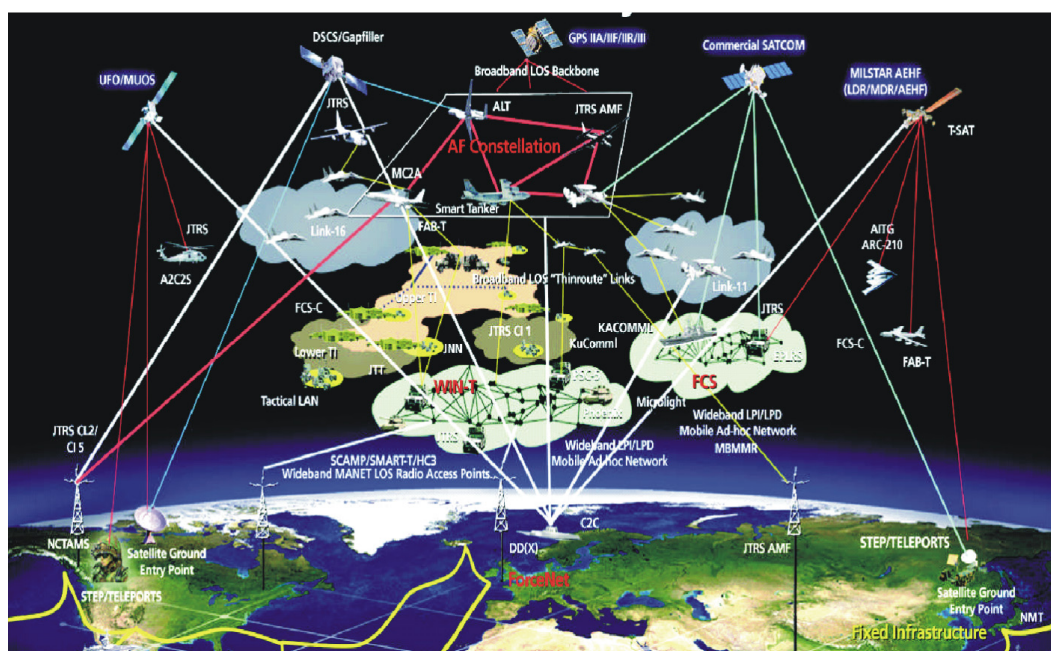 GPS IIA/IIF/IIR/III
DSCS/Gapfiller
Commercial SATCOM
Broadband LOS Backbone
UFO/MUOS
MILSTAR AEHF
(LDR/MDR/AEHF)
JTRS
ALT
JTRS AMF
T-SAT
AF Constellation
MC2A
Smart Tanker
Link-16
FAB-T
JTRS
A2C2S
AITG
ARC-210
Broadband LOS "Thinroute" Links
Link-11
Upper TI
FCS-C
JTRS
KACOMML
JTRS CI 1
FCS-C
Lower TI
JNN
KuComml
EPLRS
FAB-T
JTT
WIN-T
FCS
Tactical LAN
Phoenix
Microlight
JTRS CL2/
CI 5
JTRS
Wideband LPI/LPD
Mobile Ad-hoc Network
MBMMR
Wideband LPI/LPD
Mobile Ad-hoc Network
SCAMP/SMART-T/HC3
Wideband MANET LOS Radio Access Points...
C2C
NCTAMS
Satellite Ground
Entry Point
DD(X)
JTRS AMF
STEP/TELEPORTS
ForceNet
STEP/TELEPORTS
Satellite Ground
Entry Point
NMT
Fixed Infrastructure